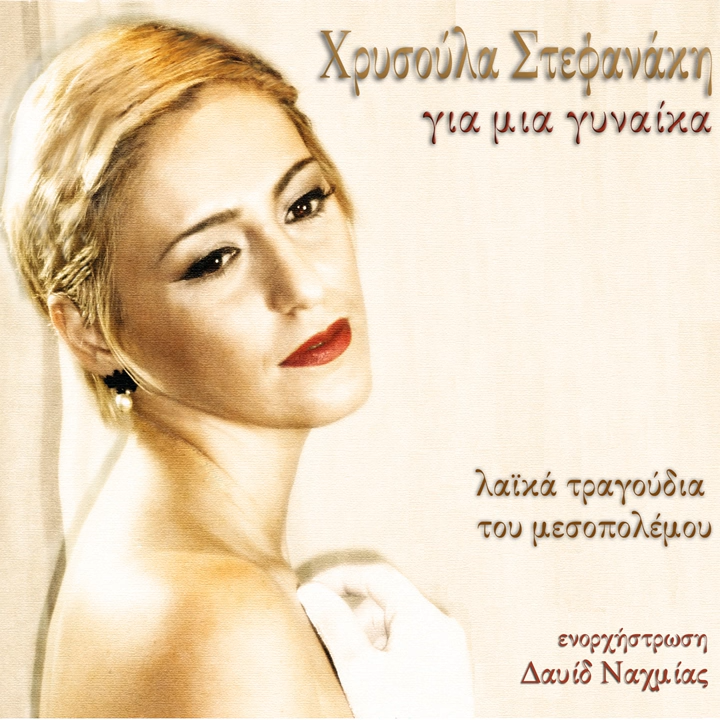 Χρυσούλα Στεφανάκη
για μια γυναίκα
λαϊκά τραγούδια
του μεσοπολέμου
ενορχήστρωση
Δαυίδ Ναχμίας